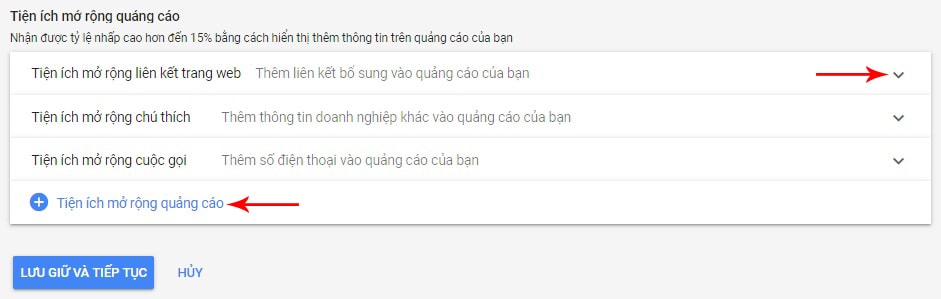 Tiện ích mở rộng quảng cáo
Nhận được tỷ lệ nhấp cao hơn đến 15% bằng cách hiển thị thêm thông tin trên quảng cáo của bạn
Tiện ích mở rộng liên kết trang web Thêm liên kết bổ sung vào quảng cáo của bạn
Tiện ích mở rộng chú thích Thêm thông tin doanh nghiệp khác vào quảng cáo của bạn
Tiện ích mở rộng cuộc gọi Thêm số điện thoại vào quảng cáo của bạn
Tiện ích mở rộng quảng cáo
LƯU GIỮ VÀ TIẾP TỤC HỦY